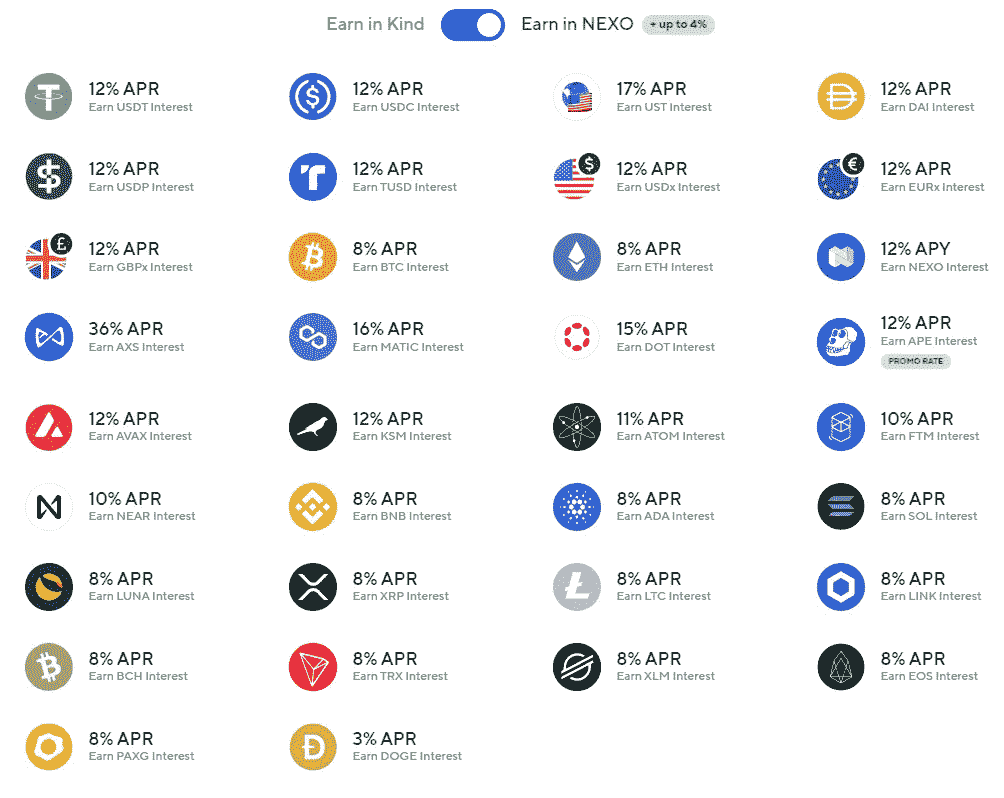 Earn in Kind Earn in NEXO + up to 4%
12% APR 12% APR 17% APR 12% APR
Earn USDT Interest Earn USDC Interest Earn UST Interest Earn DAI Interest
12% APR 12% APR 12% APR 12% APR
Earn USDP Interest Earn TUSD Interest Earn USDx Interest Earn EURx Interest
12% APR 8% APR 8% APR 12% APY
Earn GBPx Interest Earn BTC Interest Earn ETH Interest Earn NEXO Interest
36% APR 16% APR 15% APR 12% APR
Earn AXS Interest Earn MATIC Interest Earn DOT Interest Earn APE Interest
PROMO RATE
12% APR 12% APR 11% APR 10% APR
Earn AVAX Interest Earn KSM Interest Earn ATOM Interest Earn FTM Interest
10% APR 8% APR 8% APR 8% APR
Earn NEAR Interest Earn BNB Interest Earn ADA Interest Earn SOL Interest
8% APR 8% APR 8% APR 8% APR
Earn LUNA Interest Earn XRP Interest Earn LTC Interest Earn LINK Interest
8% APR 8% APR 8% APR 8% APR
Earn BCH Interest Earn TRX Interest Earn XLM Interest Earn EOS Interest
8% APR 3% APR
Earn PAXG Interest Earn DOGE Interest